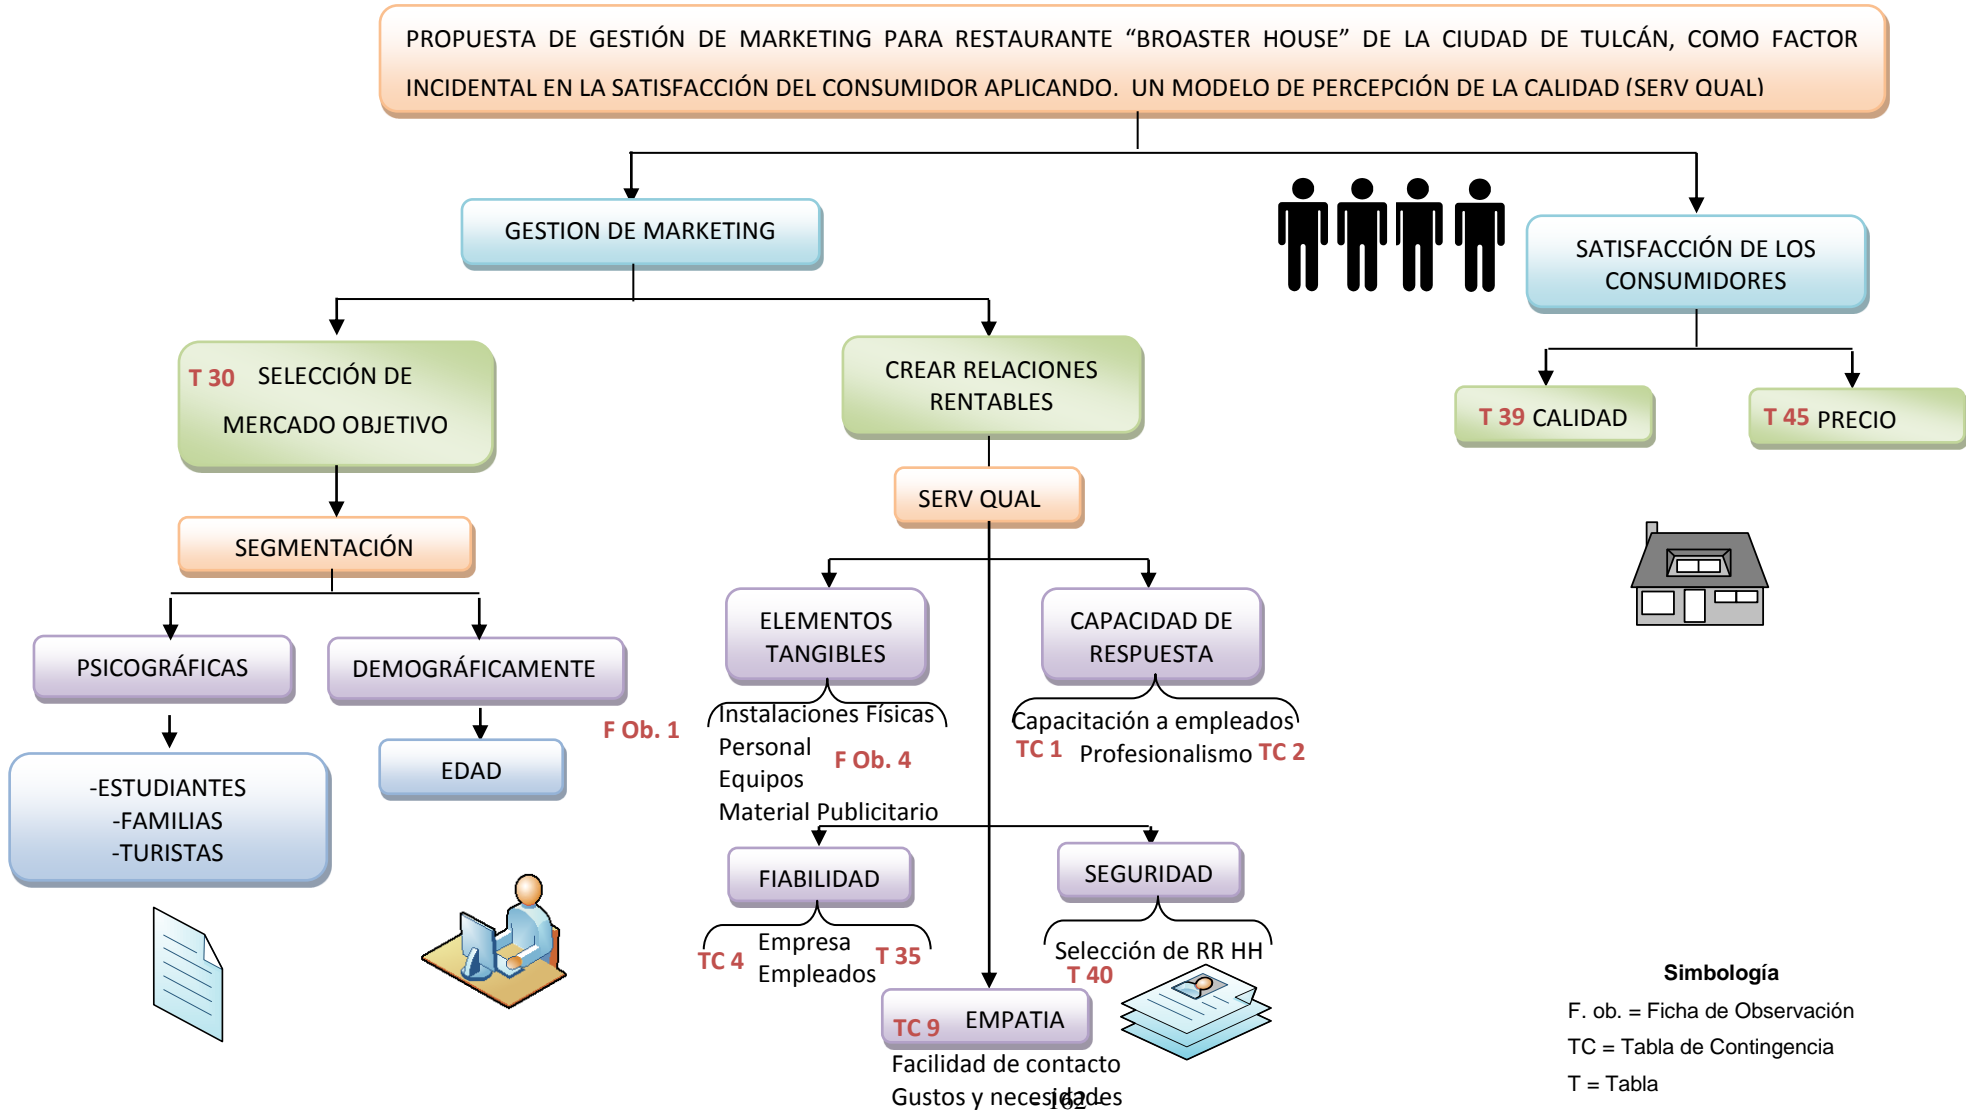 PROPUESTA DE GESTIÓN DE MARKETING PARA RESTAURANTE “BROASTER HOUSE” DE LA CIUDAD DE TULCÁN, COMO FACTOR
INCIDENTAL EN LA SATISFACCIÓN DEL CONSUMIDOR APLICANDO. UN MODELO DE PERCEPCIÓN DE LA CALIDAD (SERV QUAL)
GESTION DE MARKETING
SATISFACCIÓN DE LOS
CONSUMIDORES
T 30 SELECCIÓN DE
MERCADO OBJETIVO
CREAR RELACIONES
RENTABLES
T 39 CALIDAD
T 45 PRECIO
SEGMENTACIÓN
SERV QUAL
PSICOGRÁFICAS
DEMOGRÁFICAMENTE
-ESTUDIANTES
-FAMILIAS
-TURISTAS
EDAD
ELEMENTOS
TANGIBLES
F Ob. 1
Instalaciones Físicas
Personal
F Ob. 4
Equipos
Material Publicitario
CAPACIDAD DE
RESPUESTA
Capacitación a empleados
TC 1 Profesionalismo TC 2
FIABILIDAD
TC 4
Empresa
T 35
Empleados
SEGURIDAD
Selección de RR HH
T 40
TC 9 EMPATIA
Facilidad de contacto
Gustos y necesidades
- 162 -
Simbología
F. ob. = Ficha de Observación
TC = Tabla de Contingencia
T = Tabla